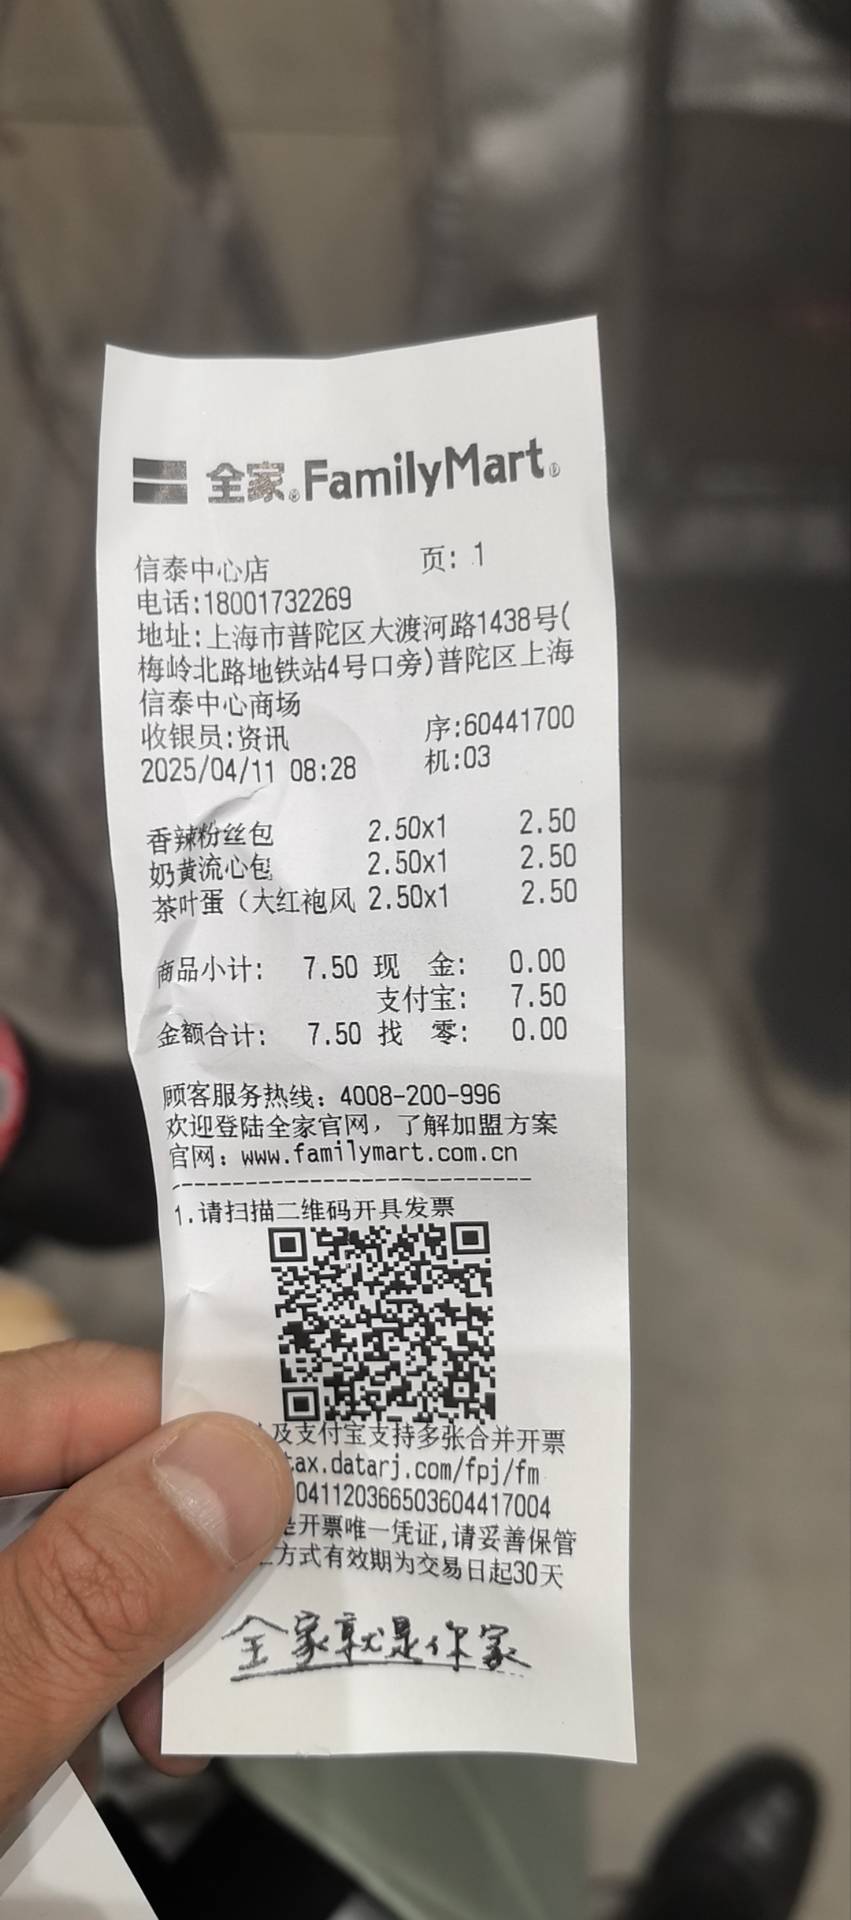 全家® FamilyMart®
信泰中心店 页: 1
电话:18001732269
地址:上海市普陀区大渡河路1438号(
梅岭北路地铁站4号口旁)普陀区上海
信泰中心商场
收银员:资讯 序:60441700
2025/04/11 08:28 机:03
香辣粉丝包 2.50x1 2.50
奶黄流心包 2.50x1 2.50
茶叶蛋（大红袍风 2.50x1 2.50
商品小计: 7.50 现 金: 0.00
支付宝: 7.50
金额合计: 7.50 找 零: 0.00
顾客服务热线: 4008-200-996
欢迎登陆全家官网，了解加盟方案
官网: www.familymart.com.cn
------------------------------
1.请扫描二维码开具发票
及支付宝支持多张合并开票
tax.datarj.com/fpj/fm
04112036650360441​7004
开票唯一凭证,请妥善保管
方式有效期为交易日起30天
全家就是你家